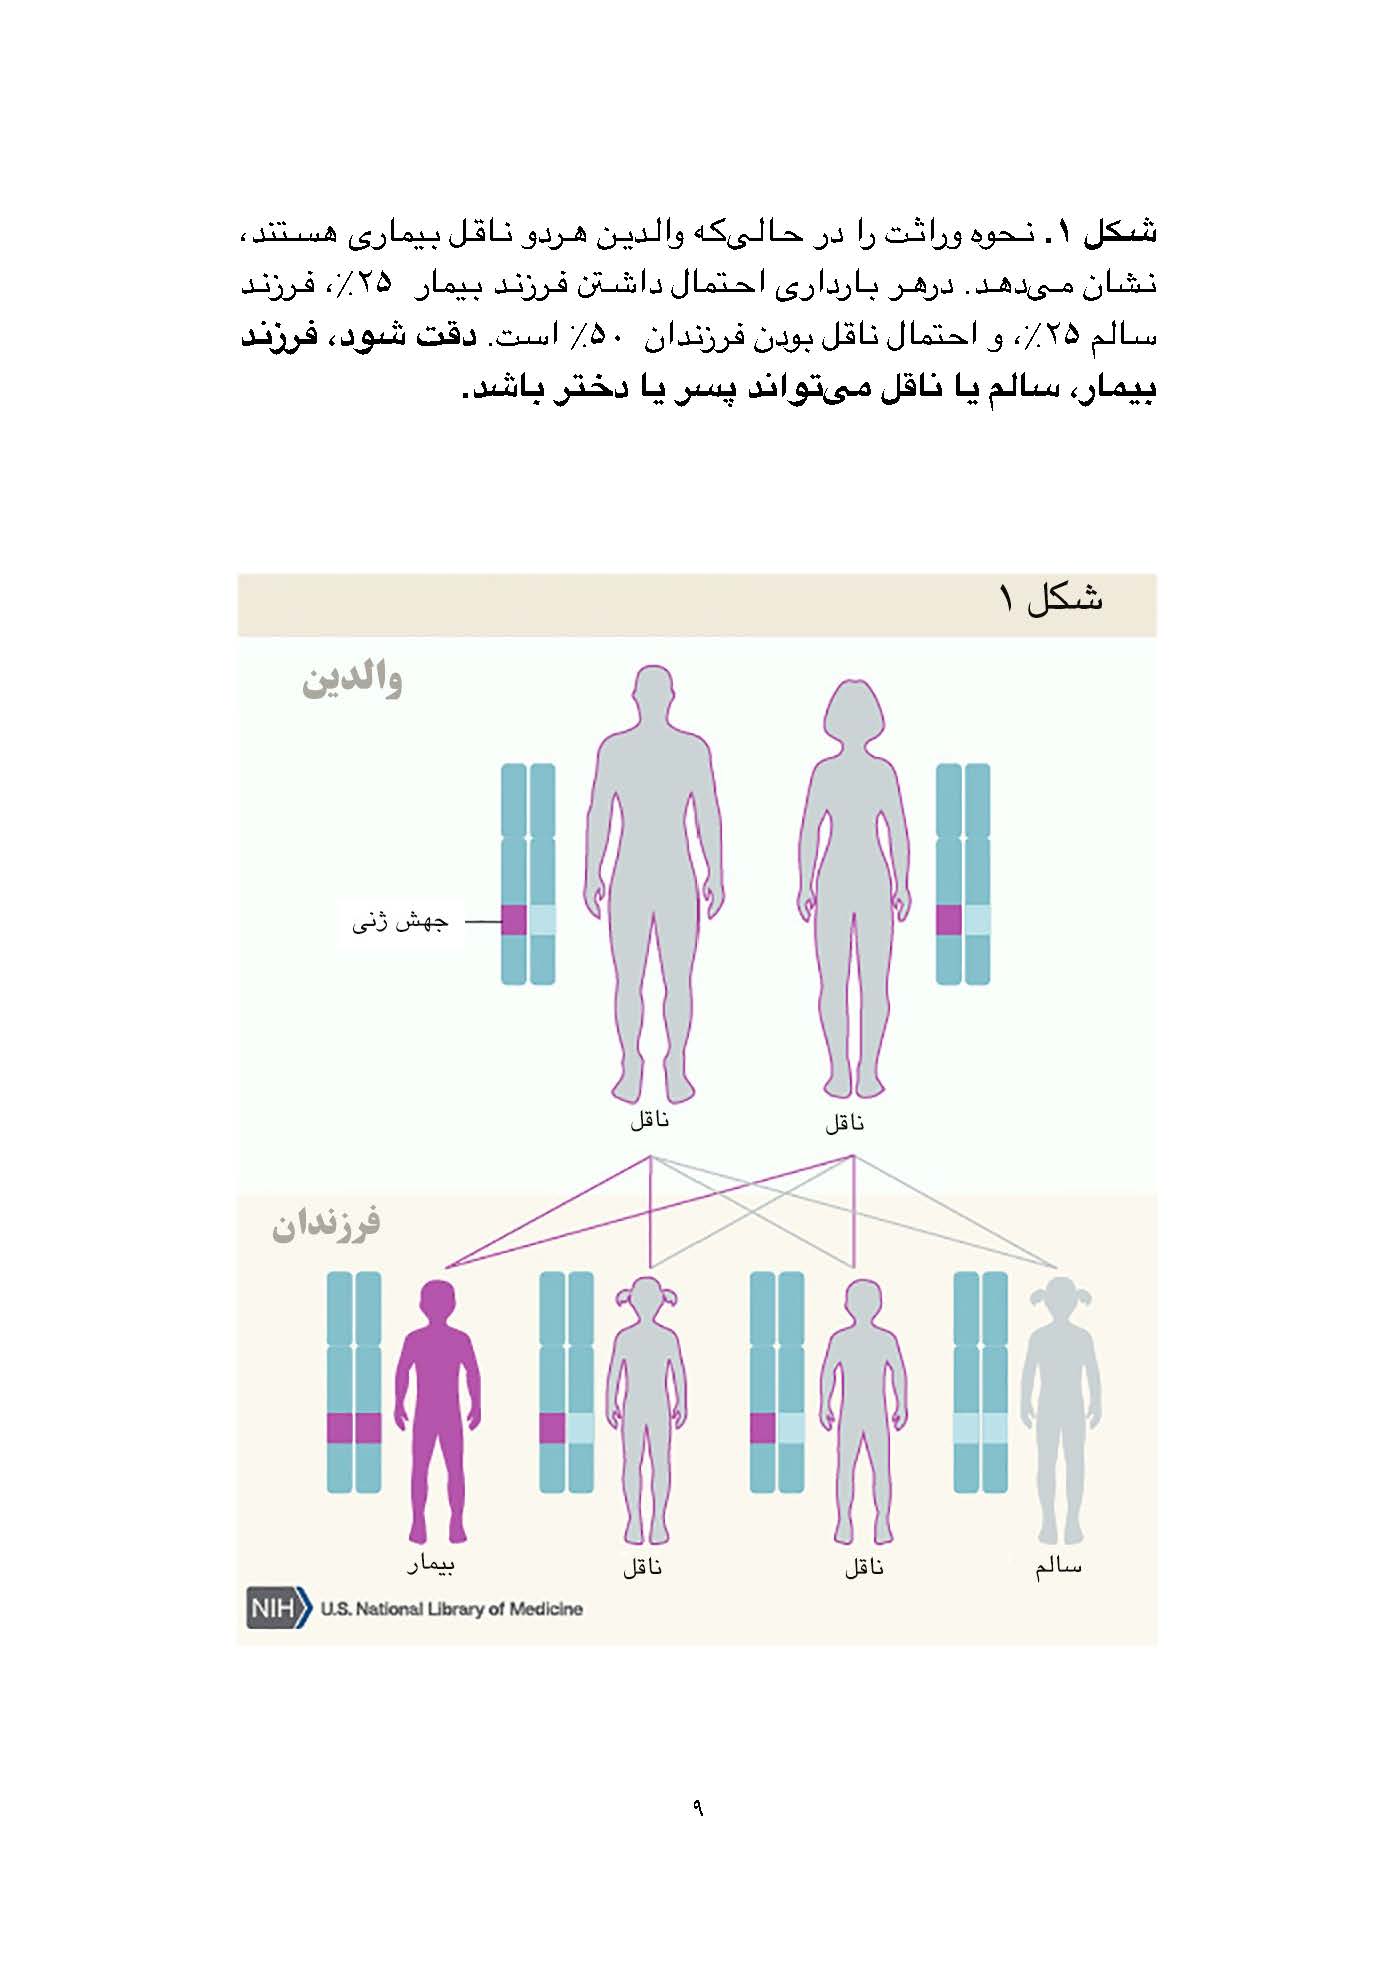 شکل ۱. نحوه وراثت را در حالی‌که والدین هردو ناقل بیماری هستند،
نشان می‌دهد. درهر بارداری احتمال داشتن فرزند بیمار ۲۵٪، فرزند
سالم ۲۵٪، و احتمال ناقل بودن فرزندان ۵۰٪ است. دقت شود، فرزند
بیمار، سالم یا ناقل می‌تواند پسر یا دختر باشد.
شکل ۱
والدین
جهش ژنی
ناقل
ناقل
فرزندان
سالم
ناقل
ناقل
بیمار
NIH U.S. National Library of Medicine
۹